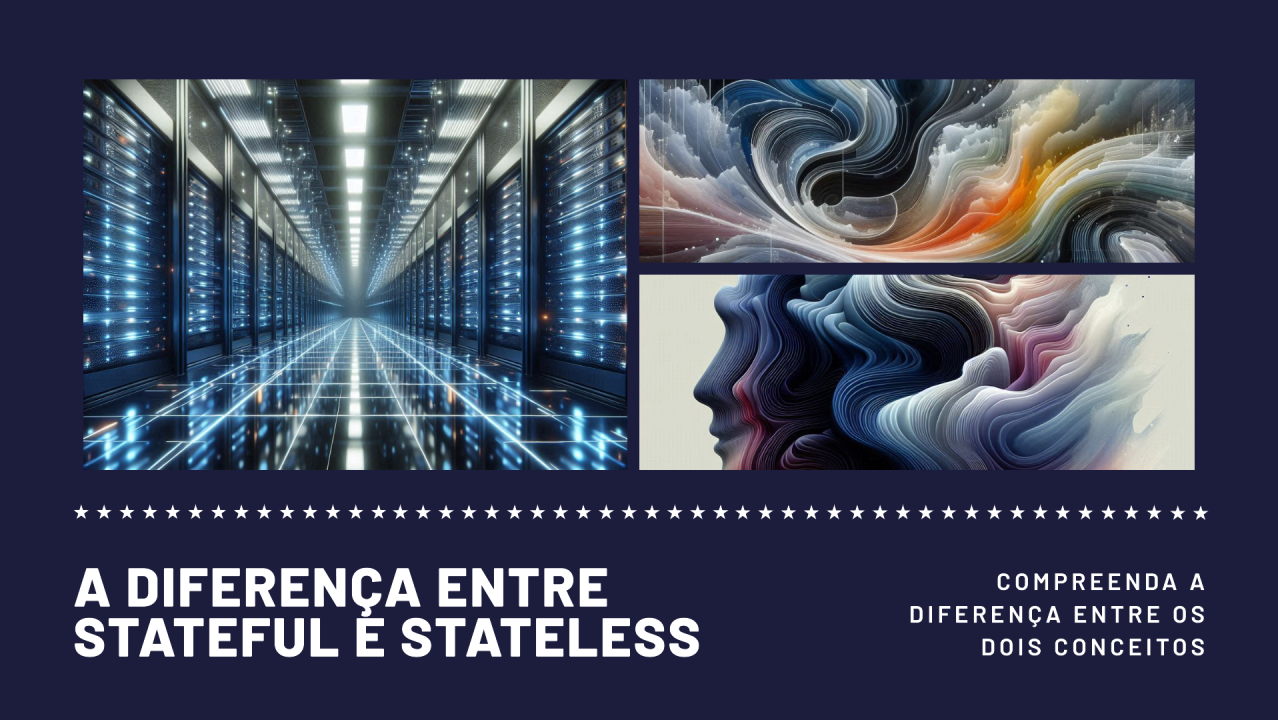 A DIFERENÇA ENTRE
STATEFUL E STATELESS
COMPREENDA A
DIFERENÇA ENTRE OS
DOIS CONCEITOS